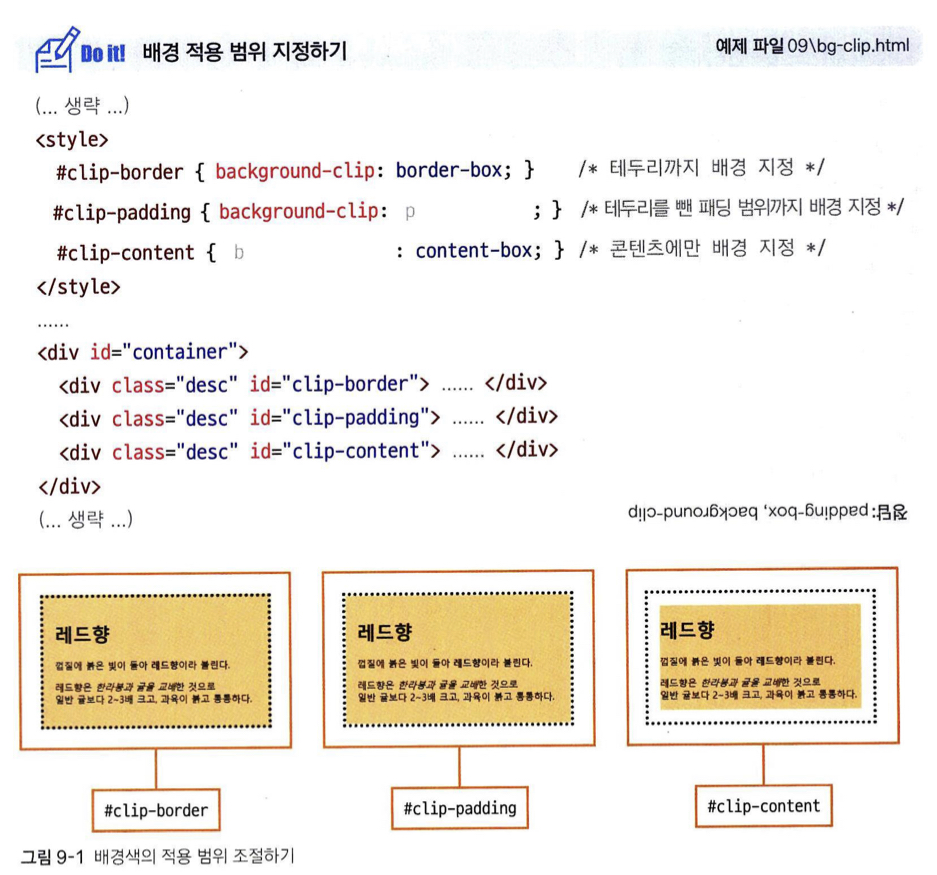 Do it! 배경 적용 범위 지정하기 예제 파일 09\bg-clip.html
(... 생략 ...)
<style>
#clip-border { background-clip: border-box; } /* 테두리까지 배경 지정 */
#clip-padding { background-clip: p ; } /* 테두리를 뺀 패딩 범위까지 배경 지정 */
#clip-content { b : content-box; } /* 콘텐츠에만 배경 지정 */
</style>
......
<div id="container">
<div class="desc" id="clip-border"> ...... </div>
<div class="desc" id="clip-padding"> ...... </div>
<div class="desc" id="clip-content"> ...... </div>
</div>
(... 생략 ...)
정답: padding-box, background-clip
레드향
껍질에 붉은 빛이 돌아 레드향이라 불린다.
레드향은 한라봉과 귤을 교배한 것으로
일반 귤보다 2~3배 크고, 과육이 붉고 통통하다.
#clip-border
레드향
껍질에 붉은 빛이 돌아 레드향이라 불린다.
레드향은 한라봉과 귤을 교배한 것으로
일반 귤보다 2~3배 크고, 과육이 붉고 통통하다.
#clip-padding
레드향
껍질에 붉은 빛이 돌아 레드향이라 불린다.
레드향은 한라봉과 귤을 교배한 것으로
일반 귤보다 2~3배 크고, 과육이 붉고 통통하다.
#clip-content
그림 9-1 배경색의 적용 범위 조절하기